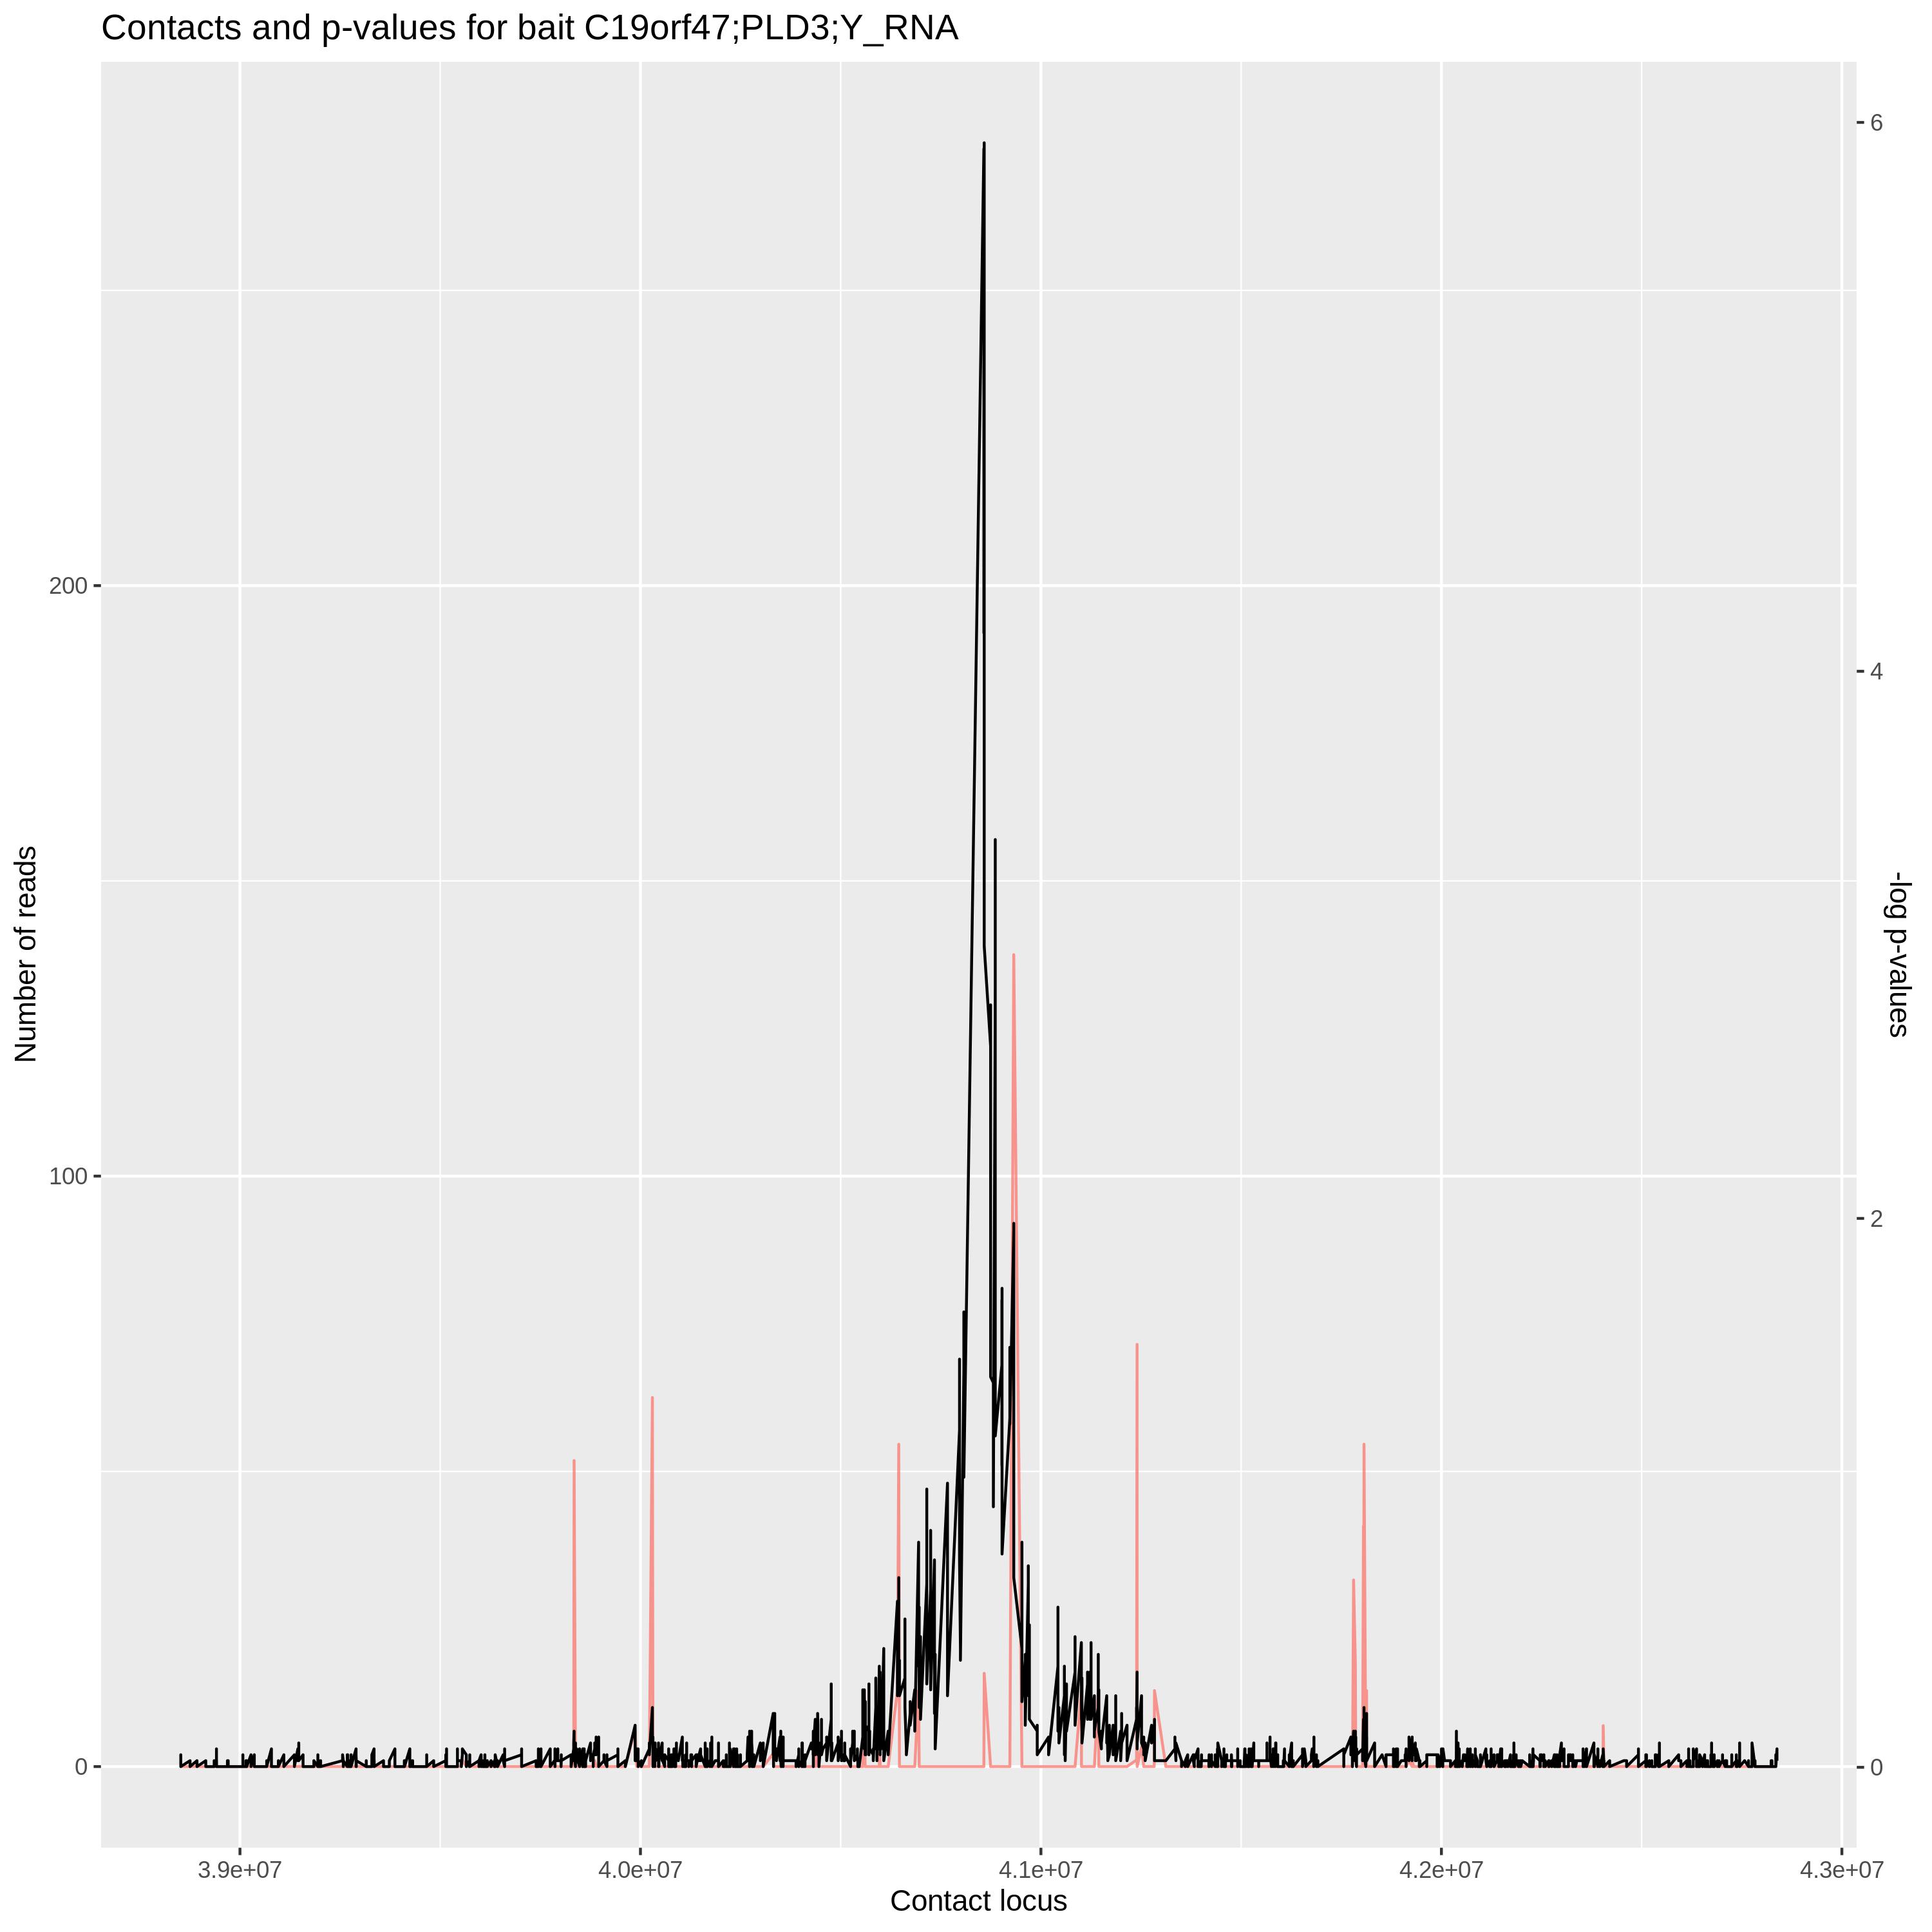 Contacts and p-values for bait C19orf47;PLD3;Y_RNA
6
200
4
Number of reads
-log p-values
100
2
0
0
3.9e+07
4.0e+07
4.1e+07
4.2e+07
4.3e+07
Contact locus